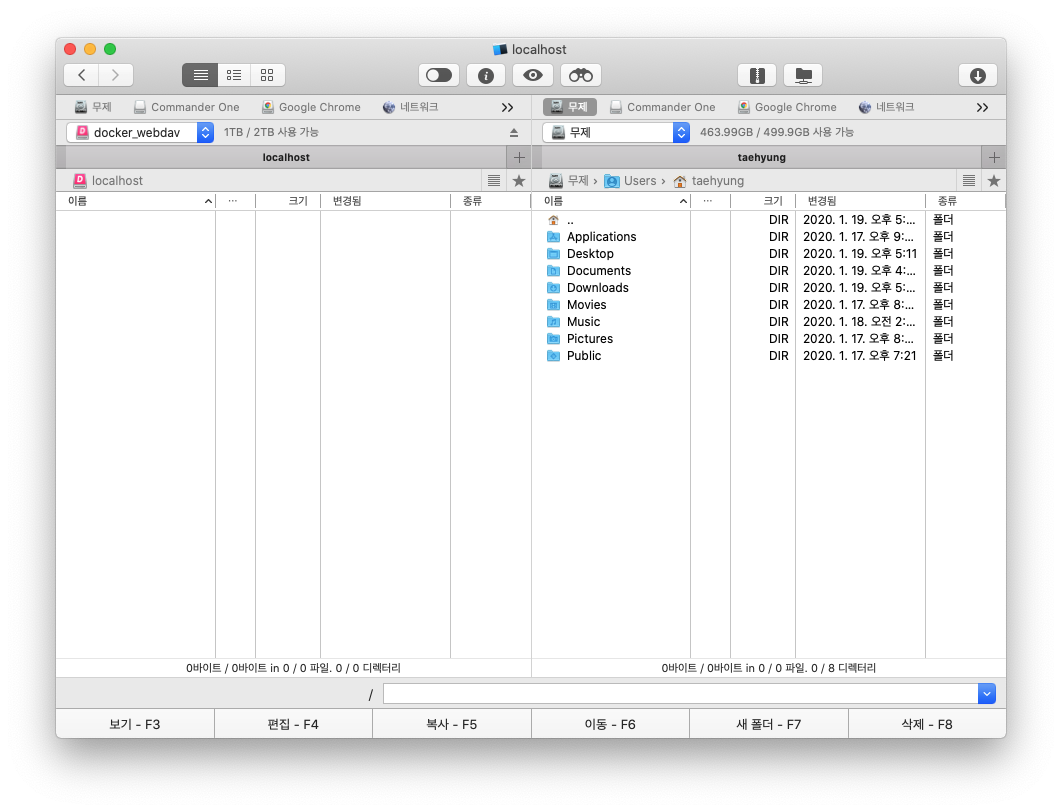 localhost
무제 Commander One Google Chrome 네트워크 무제 Commander One Google Chrome 네트워크
docker_webdav 1TB / 2TB 사용 가능 무제 463.99GB / 499.9GB 사용 가능
localhost taehyung
localhost 무제 › Users › taehyung
이름 ... 크기 변경됨 종류 이름 ... 크기 변경됨 종류
.. DIR 2020. 1. 19. 오후 5:... 폴더
Applications DIR 2020. 1. 17. 오후 9:... 폴더
Desktop DIR 2020. 1. 19. 오후 5:11 폴더
Documents DIR 2020. 1. 19. 오후 4:... 폴더
Downloads DIR 2020. 1. 19. 오후 5:... 폴더
Movies DIR 2020. 1. 17. 오후 8:... 폴더
Music DIR 2020. 1. 18. 오전 2:... 폴더
Pictures DIR 2020. 1. 17. 오후 8:... 폴더
Public DIR 2020. 1. 17. 오후 7:21 폴더
0바이트 / 0바이트 in 0 / 0 파일. 0 / 0 디렉터리 0바이트 / 0바이트 in 0 / 0 파일. 0 / 8 디렉터리
/
보기 - F3 편집 - F4 복사 - F5 이동 - F6 새 폴더 - F7 삭제 - F8